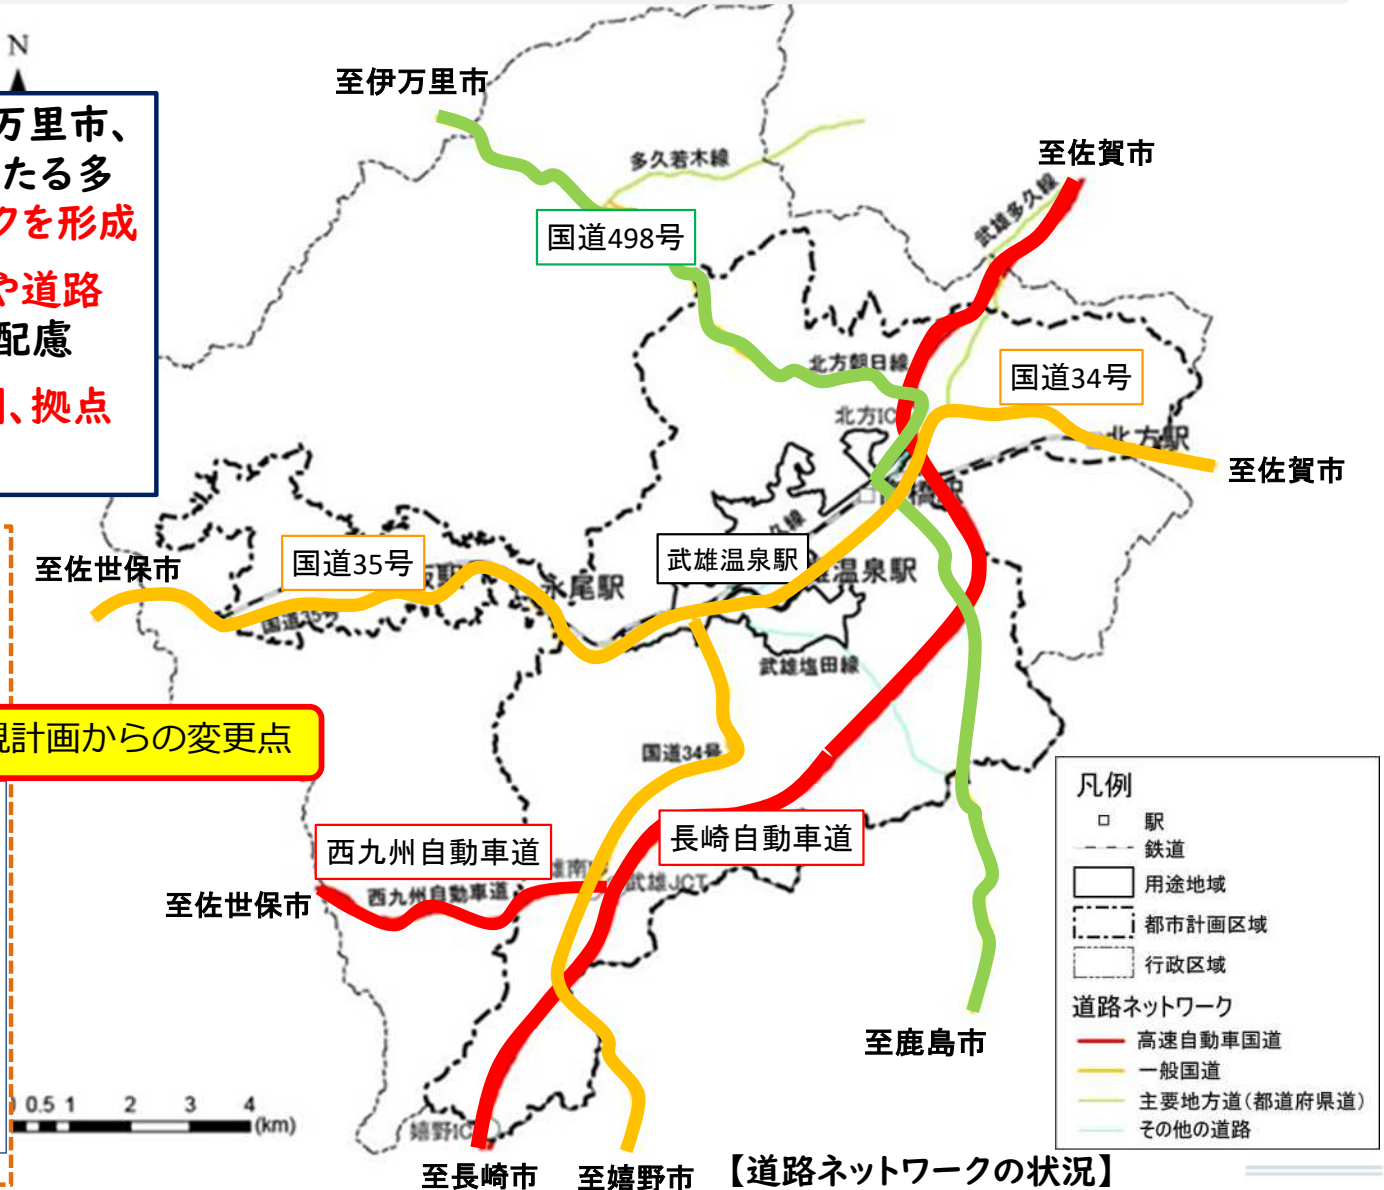 N
至伊万里市
万里市、
たる多
クを形成
や道路
配慮
、拠点
多久若木線
至佐賀市
武雄多久線
国道498号
北方朝日線
国道34号
北方IC
北方駅
至佐賀市
至佐世保市
国道35号
永尾駅
武雄温泉駅
温泉駅
国道35号
武雄塩田線
計画からの変更点
国道34号
西九州自動車道
長崎自動車道
西九州自動車道
武雄JCT
至佐世保市
至鹿島市
0.5 1 2 3 4
(km)
嬉野IC
至長崎市
至嬉野市
【道路ネットワークの状況】
凡例
駅
鉄道
用途地域
都市計画区域
行政区域
道路ネットワーク
高速自動車国道
一般国道
主要地方道(都道府県道)
その他の道路